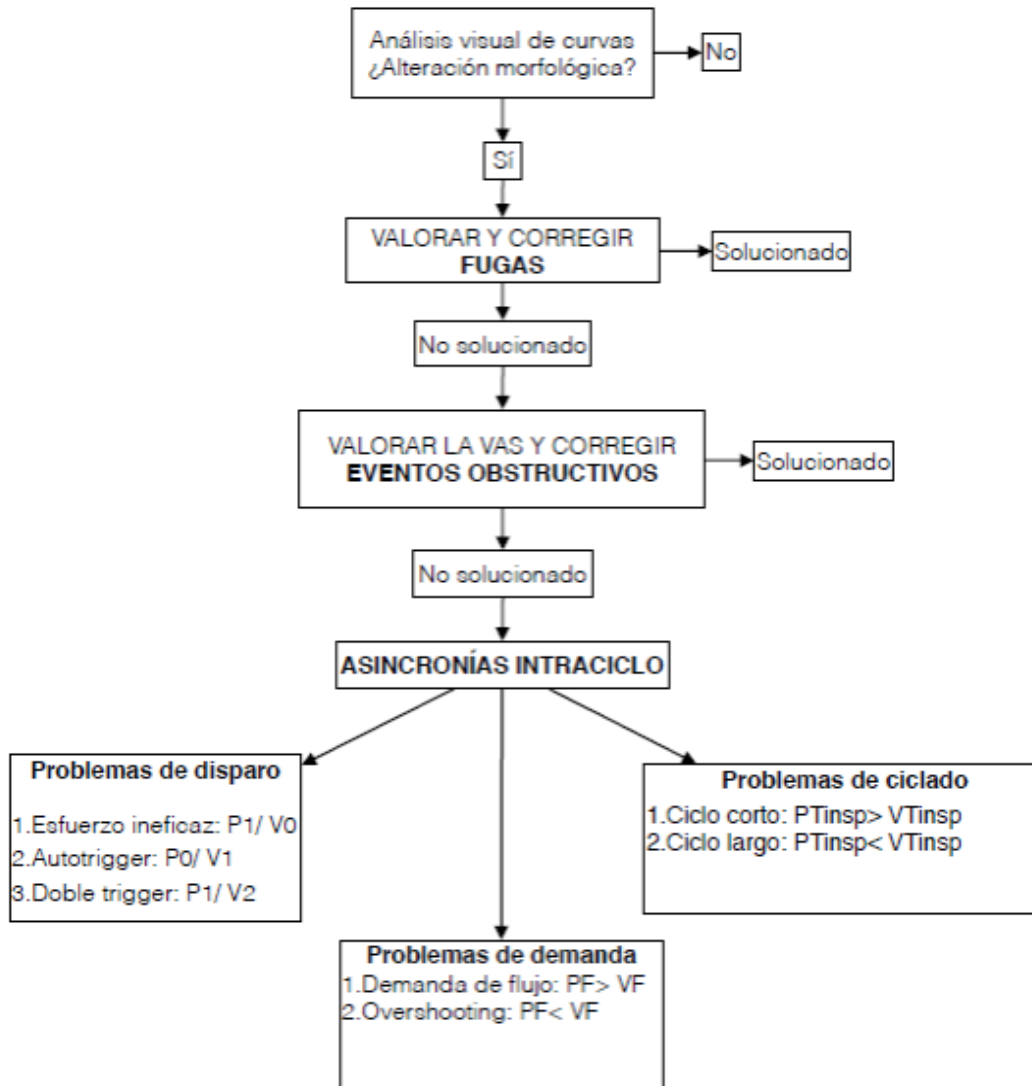 Análisis visual de curvas
¿Alteración morfológica?
No
Sí
VALORAR Y CORREGIR
FUGAS
Solucionado
No solucionado
VALORAR LA VAS Y CORREGIR
EVENTOS OBSTRUCTIVOS
Solucionado
No solucionado
ASINCRONÍAS INTRACICLO
Problemas de disparo
1.Esfuerzo ineficaz: P1/ V0
2.Autotrigger: P0/ V1
3.Doble trigger: P1/ V2
Problemas de ciclado
1.Ciclo corto: PTinsp> VTinsp
2.Ciclo largo: PTinsp< VTinsp
Problemas de demanda
1.Demanda de flujo: PF> VF
2.Overshooting: PF< VF